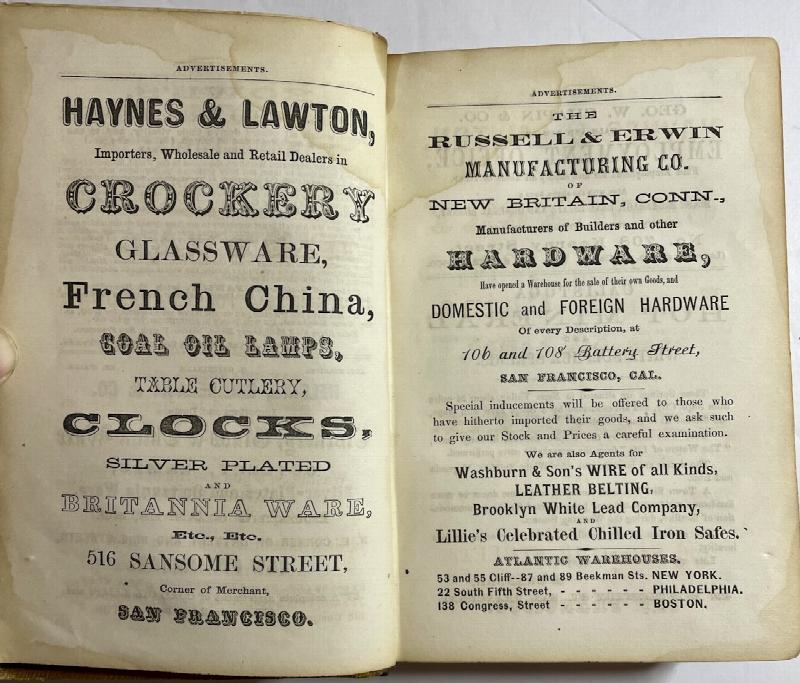 ADVERTISEMENTS.
HAYNES & LAWTON,
Importers, Wholesale and Retail Dealers in
CROCKERY
GLASSWARE,
French China,
COAL OIL LAMPS,
TABLE CUTLERY,
CLOCKS,
SILVER PLATED
AND
BRITANNIA WARE,
Etc., Etc.
516 SANSOME STREET,
Corner of Merchant,
SAN FRANCISCO.
ADVERTISEMENTS.
THE
RUSSELL & ERWIN
MANUFACTURING CO.
OF
NEW BRITAIN, CONN.,
Manufacturers of Builders and other
HARDWARE,
Have opened a Warehouse for the sale of their own Goods, and
DOMESTIC and FOREIGN HARDWARE
Of every Description, at
106 and 108 Battery Street,
SAN FRANCISCO, CAL.
Special inducements will be offered to those who
have hitherto imported their goods, and we ask such
to give our Stock and Prices a careful examination.
We are also Agents for
Washburn & Son's WIRE of all Kinds,
LEATHER BELTING,
Brooklyn White Lead Company,
AND
Lillie's Celebrated Chilled Iron Safes.
ATLANTIC WAREHOUSES.
53 and 55 Cliff--87 and 89 Beekman Sts. NEW YORK.
22 South Fifth Street, - - - - - - PHILADELPHIA.
138 Congress, Street - - - - - - BOSTON.